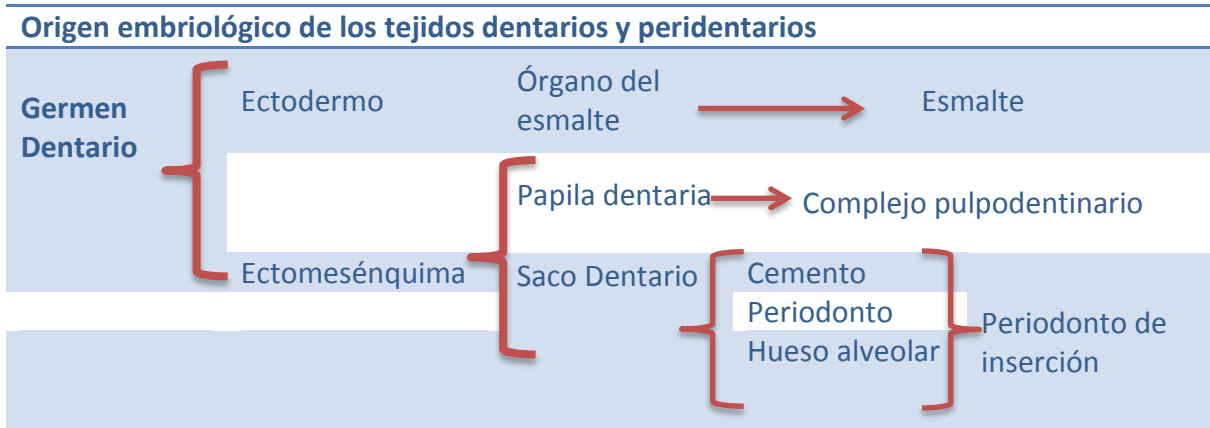 Origen embriológico de los tejidos dentarios y peridentarios
Germen
Dentario
Ectodermo
Órgano del
esmalte
Esmalte
Ectomesénquima
Papila dentaria
Complejo pulpodentinario
Saco Dentario
Cemento
Periodonto
Hueso alveolar
Periodonto de
inserción